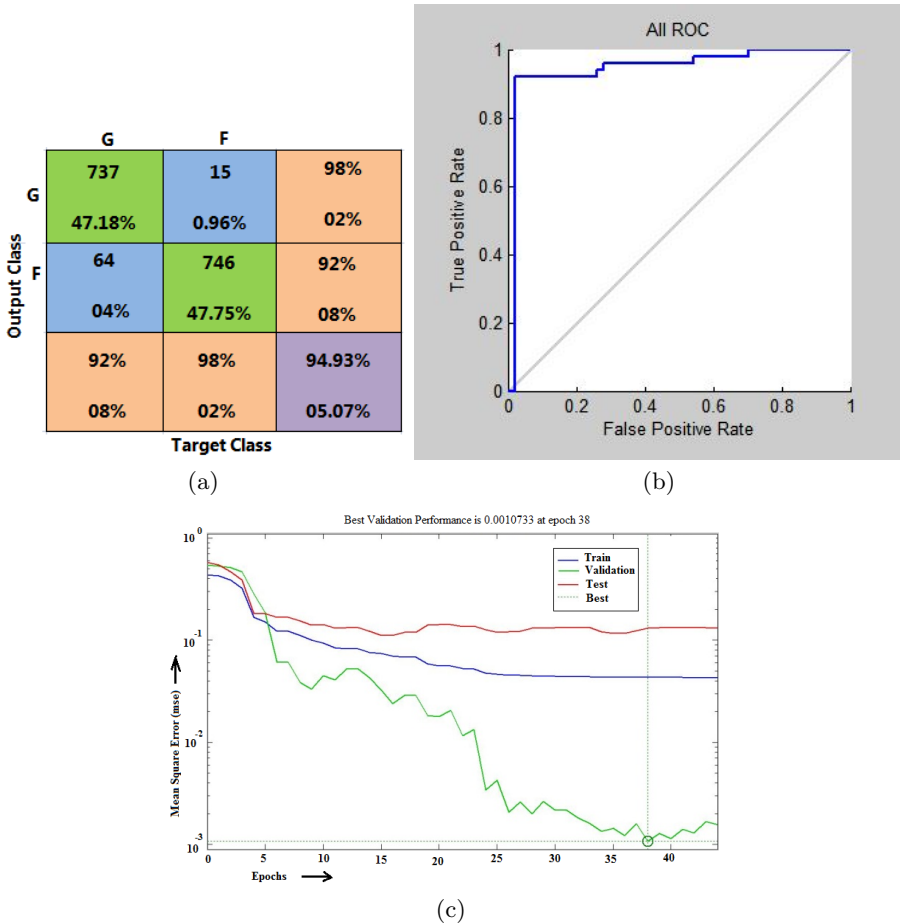 G F
G
F
Output Class
737 15 98%
47.18% 0.96% 02%
64 746 92%
04% 47.75% 08%
92% 98% 94.93%
08% 02% 05.07%
Target Class
(a)
All ROC
True Positive Rate
1
0.8
0.6
0.4
0.2
0
0 0.2 0.4 0.6 0.8 1
False Positive Rate
(b)
Best Validation Performance is 0.0010733 at epoch 38
Mean Square Error (mse)
10^0
10^-1
10^-2
10^-3
Train
Validation
Test
Best
0 5 10 15 20 25 30 35 40
Epochs
(c)